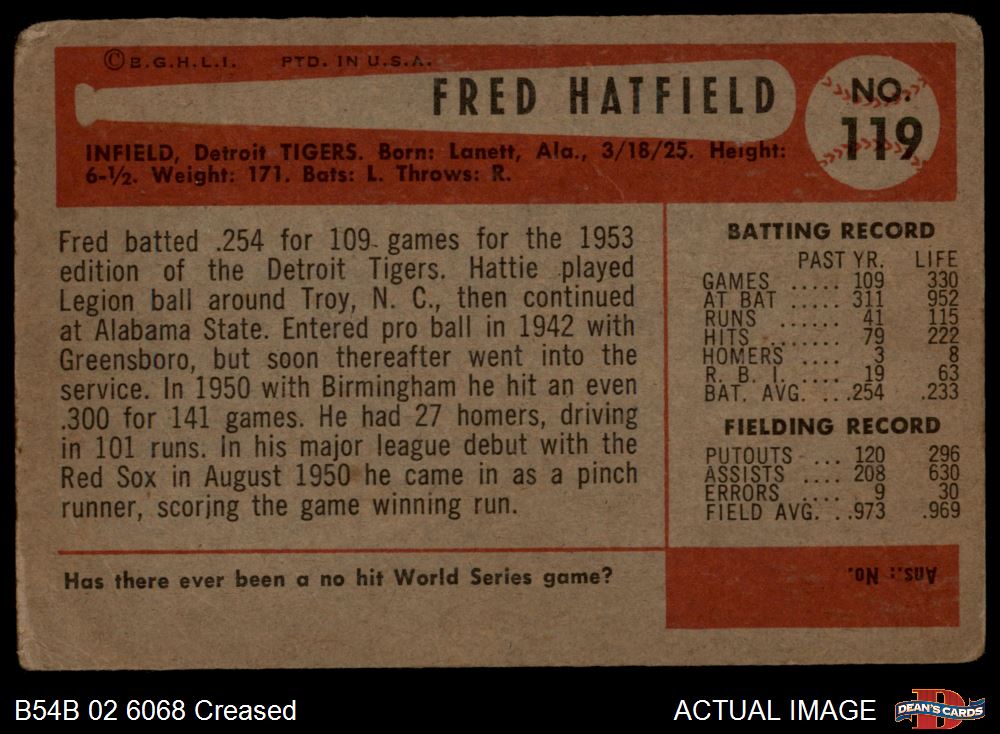 ©B.G.H.L.I. PTD. IN U.S.A.
FRED HATFIELD
NO.
119
INFIELD, Detroit TIGERS. Born: Lanett, Ala., 3/18/25. Height:
6-½. Weight: 171. Bats: L. Throws: R.
Fred batted .254 for 109 games for the 1953
edition of the Detroit Tigers. Hattie played
Legion ball around Troy, N. C., then continued
at Alabama State. Entered pro ball in 1942 with
Greensboro, but soon thereafter went into the
service. In 1950 with Birmingham he hit an even
.300 for 141 games. He had 27 homers, driving
in 101 runs. In his major league debut with the
Red Sox in August 1950 he came in as a pinch
runner, scoring the game winning run.
BATTING RECORD
PAST YR. LIFE
GAMES ..... 109 330
AT BAT ..... 311 952
RUNS ...... 41 115
HITS ....... 79 222
HOMERS .... 3 8
R. B. I. .... 19 63
BAT. AVG. ...254 .233
FIELDING RECORD
PUTOUTS ... 120 296
ASSISTS .... 208 630
ERRORS .... 9 30
FIELD AVG. ..973 .969
Has there ever been a no hit World Series game?
Ans.: No.
B54B 02 6068 Creased
ACTUAL IMAGE
DEAN'S CARDS